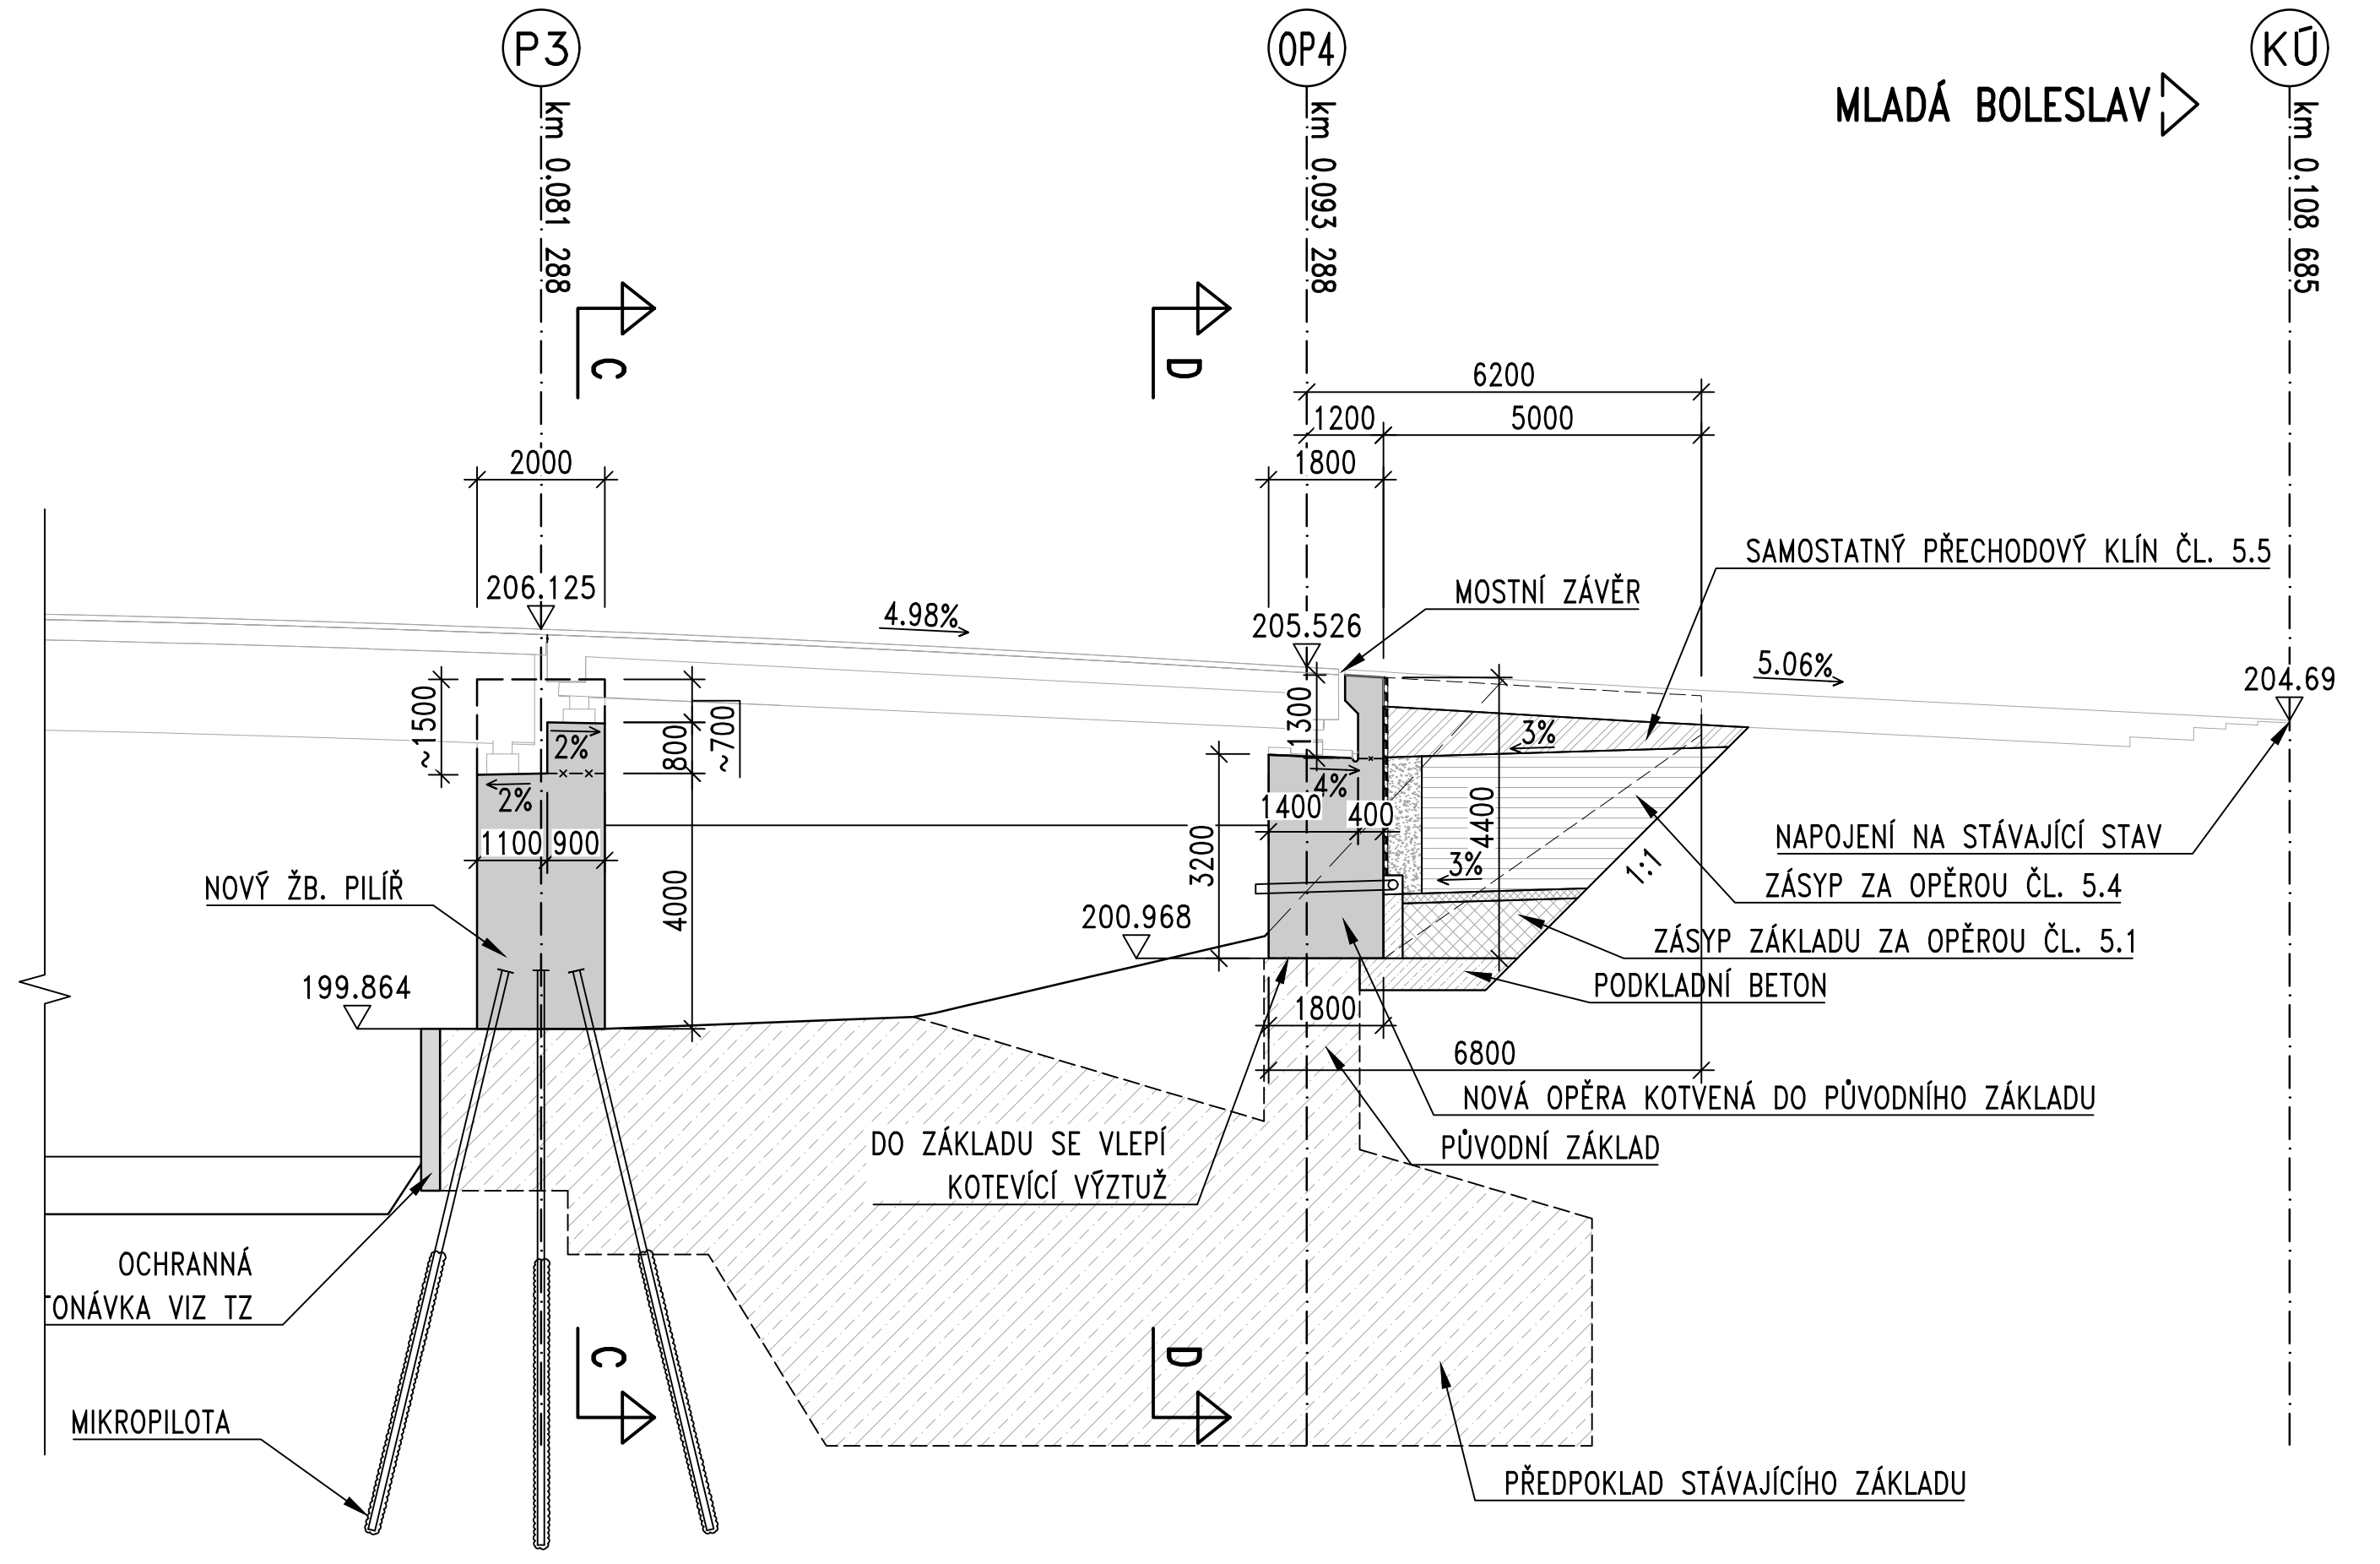 P3
OP4
KÚ
km 0.081 288
km 0.093 288
km 0.108 685
MLADÁ BOLESLAV
C
D
6200
1200
5000
2000
1800
SAMOSTATNÝ PŘECHODOVÝ KLÍN ČL. 5.5
206.125
MOSTNÍ ZÁVĚR
4.98%
205.526
5.06%
204.69
~1500
800
~700
1300
2%
2%
3%
4%
1400
400
4400
1100
900
3200
3%
1:1
NAPOJENÍ NA STÁVAJÍCÍ STAV
NOVÝ ŽB. PILÍŘ
4000
ZÁSYP ZA OPĚROU ČL. 5.4
200.968
ZÁSYP ZÁKLADU ZA OPĚROU ČL. 5.1
199.864
PODKLADNÍ BETON
1800
6800
NOVÁ OPĚRA KOTVENÁ DO PŮVODNÍHO ZÁKLADU
DO ZÁKLADU SE VLEPÍ
KOTEVÍCÍ VÝZTUŽ
PŮVODNÍ ZÁKLAD
OCHRANNÁ
TONÁVKA VIZ TZ
C
D
MIKROPILOTA
PŘEDPOKLAD STÁVAJÍCÍHO ZÁKLADU